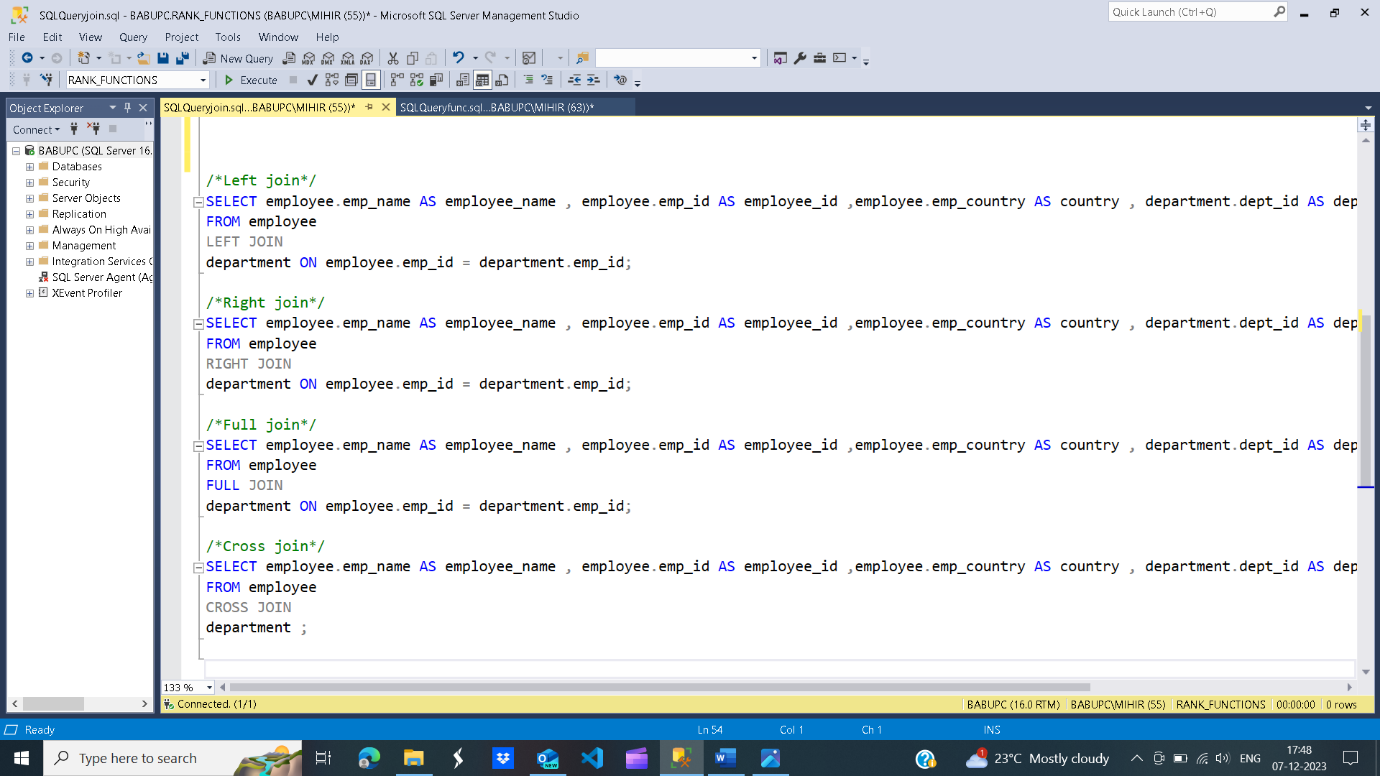 SQLQueryjoin.sql - BABUPC.RANK_FUNCTIONS (BABUPC\MIHIR (55))* - Microsoft SQL Server Management Studio
Quick Launch (Ctrl+Q)
File Edit View Query Project Tools Window Help
New Query
RANK_FUNCTIONS Execute
Object Explorer
SQLQueryjoin.sql...BABUPC\MIHIR (55))* SQLQueryfunc.sql...BABUPC\MIHIR (63))*
Connect
BABUPC (SQL Server 16.
Databases
Security
Server Objects
Replication
Always On High Avai
Management
Integration Services C
SQL Server Agent (Ag
XEvent Profiler
/*Left join*/
SELECT employee.emp_name AS employee_name , employee.emp_id AS employee_id ,employee.emp_country AS country , department.dept_id AS dep
FROM employee
LEFT JOIN
department ON employee.emp_id = department.emp_id;
/*Right join*/
SELECT employee.emp_name AS employee_name , employee.emp_id AS employee_id ,employee.emp_country AS country , department.dept_id AS dep
FROM employee
RIGHT JOIN
department ON employee.emp_id = department.emp_id;
/*Full join*/
SELECT employee.emp_name AS employee_name , employee.emp_id AS employee_id ,employee.emp_country AS country , department.dept_id AS dep
FROM employee
FULL JOIN
department ON employee.emp_id = department.emp_id;
/*Cross join*/
SELECT employee.emp_name AS employee_name , employee.emp_id AS employee_id ,employee.emp_country AS country , department.dept_id AS dep
FROM employee
CROSS JOIN
department ;
133 %
Connected. (1/1) BABUPC (16.0 RTM) BABUPC\MIHIR (55) RANK_FUNCTIONS 00:00:00 0 rows
Ready Ln 54 Col 1 Ch 1 INS
Type here to search
NEW
1
23°C Mostly cloudy
ENG
17:48
07-12-2023